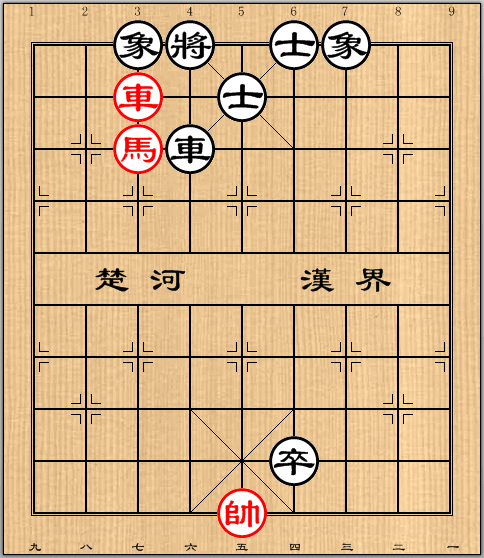 1 2 3 4 5 6 7 8 9
象 將 士 象
車 士
馬 車
楚河 漢界
卒
帥
九 八 七 六 五 四 三 二 一